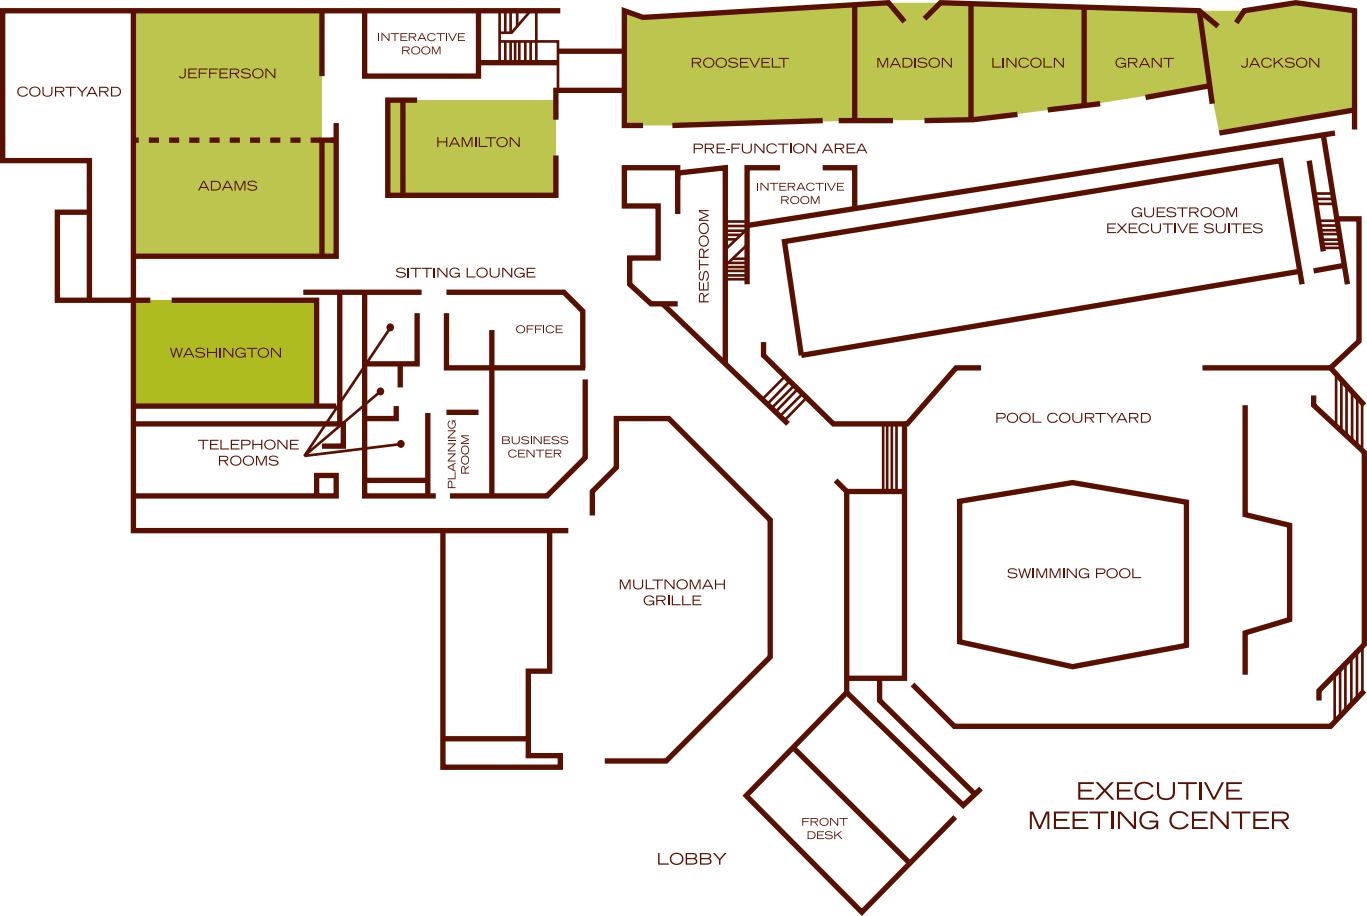 INTERACTIVE
ROOM
JEFFERSON
COURTYARD
ROOSEVELT
MADISON
LINCOLN
GRANT
JACKSON
HAMILTON
PRE-FUNCTION AREA
ADAMS
INTERACTIVE
ROOM
GUESTROOM
EXECUTIVE SUITES
RESTROOM
SITTING LOUNGE
OFFICE
WASHINGTON
TELEPHONE
ROOMS
PLANNING
ROOM
BUSINESS
CENTER
POOL COURTYARD
SWIMMING POOL
MULTNOMAH
GRILLE
EXECUTIVE
MEETING CENTER
FRONT
DESK
LOBBY